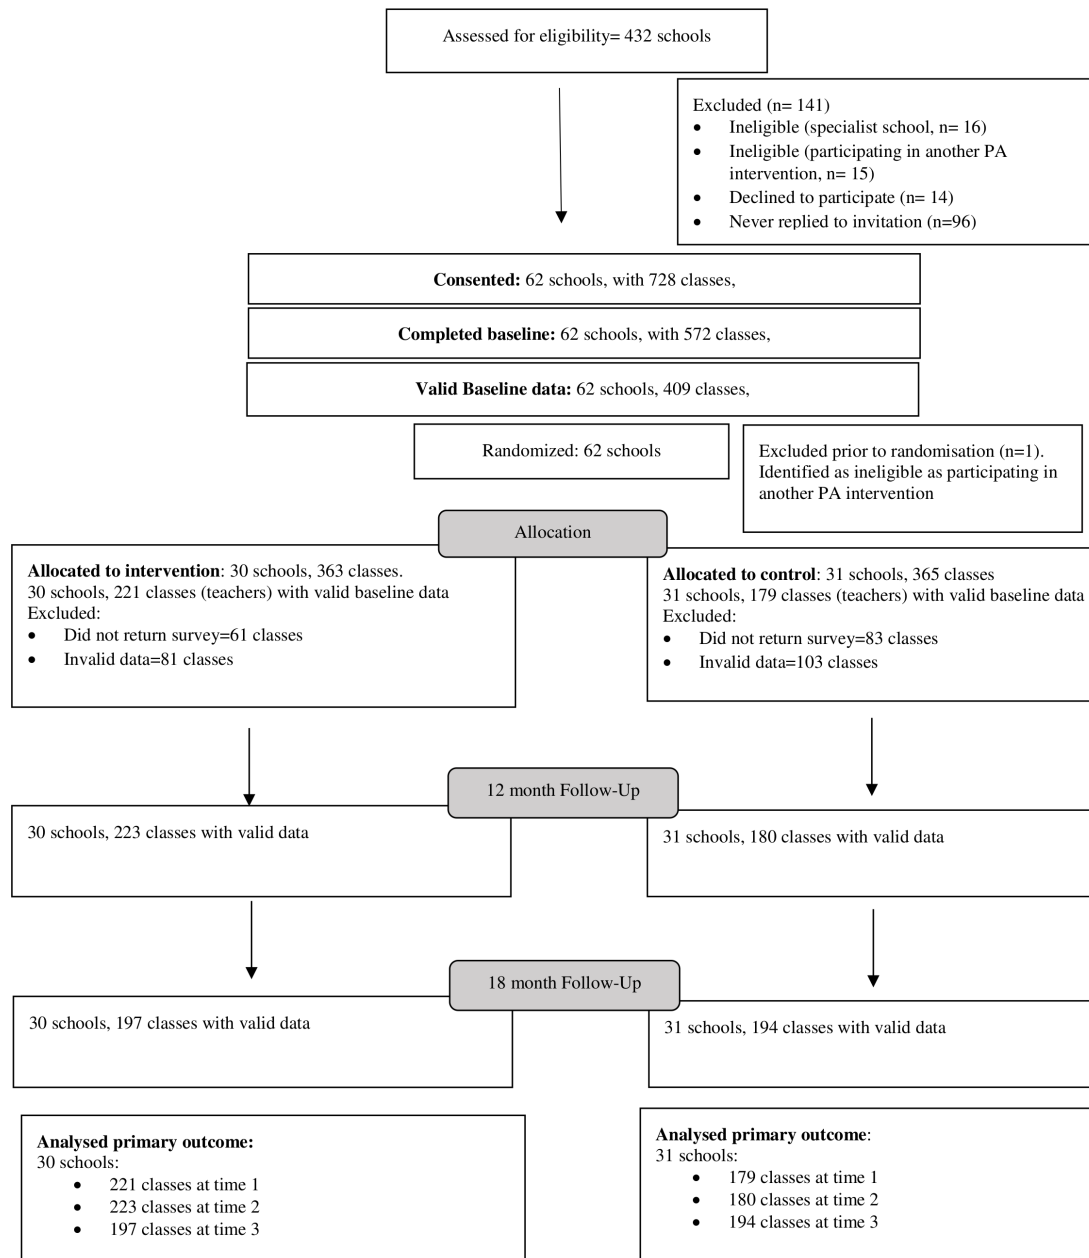 Assessed for eligibility= 432 schools
Excluded (n= 141)
• Ineligible (specialist school, n= 16)
• Ineligible (participating in another PA
intervention, n= 15)
• Declined to participate (n= 14)
• Never replied to invitation (n=96)
Consented: 62 schools, with 728 classes,
Completed baseline: 62 schools, with 572 classes,
Valid Baseline data: 62 schools, 409 classes,
Randomized: 62 schools
Excluded prior to randomisation (n=1).
Identified as ineligible as participating in
another PA intervention
Allocation
Allocated to intervention: 30 schools, 363 classes.
30 schools, 221 classes (teachers) with valid baseline data
Excluded:
• Did not return survey=61 classes
• Invalid data=81 classes
Allocated to control: 31 schools, 365 classes
31 schools, 179 classes (teachers) with valid baseline data
Excluded:
• Did not return survey=83 classes
• Invalid data=103 classes
12 month Follow-Up
30 schools, 223 classes with valid data
31 schools, 180 classes with valid data
18 month Follow-Up
30 schools, 197 classes with valid data
31 schools, 194 classes with valid data
Analysed primary outcome:
30 schools:
• 221 classes at time 1
• 223 classes at time 2
• 197 classes at time 3
Analysed primary outcome:
31 schools:
• 179 classes at time 1
• 180 classes at time 2
• 194 classes at time 3